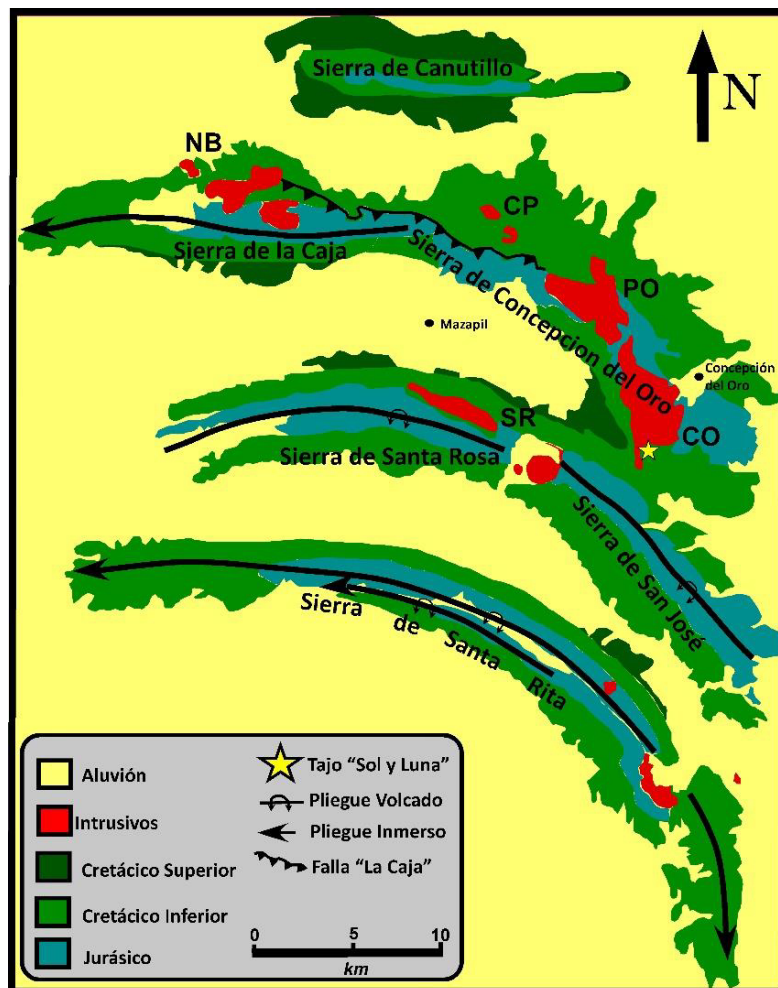 Sierra de Canutillo
N
NB
CP
Sierra de la Caja
Sierra de Concepcion del Oro
PO
Mazapil
Concepción
del Oro
SR
CO
Sierra de Santa Rosa
Sierra de San José
Sierra de Santa Rita
Aluvión
Intrusivos
Cretácico Superior
Cretácico Inferior
Jurásico
Tajo "Sol y Luna"
Pliegue Volcado
Pliegue Inmerso
Falla "La Caja"
0 5 10
km